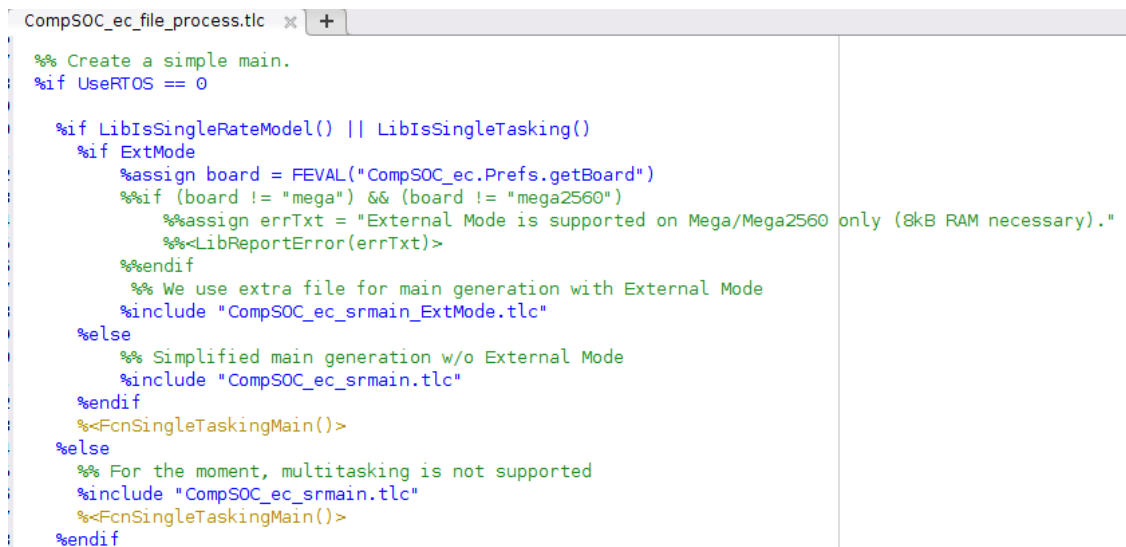 CompSOC_ec_file_process.tlc × +
%% Create a simple main.
%if UseRTOS == 0
%if LibIsSingleRateModel() || LibIsSingleTasking()
%if ExtMode
%assign board = FEVAL("CompSOC_ec.Prefs.getBoard")
%%if (board != "mega") && (board != "mega2560")
%%assign errTxt = "External Mode is supported on Mega/Mega2560 only (8kB RAM necessary)."
%%<LibReportError(errTxt)>
%%endif
%% We use extra file for main generation with External Mode
%include "CompSOC_ec_srmain_ExtMode.tlc"
%else
%% Simplified main generation w/o External Mode
%include "CompSOC_ec_srmain.tlc"
%endif
%<FcnSingleTaskingMain()>
%else
%% For the moment, multitasking is not supported
%include "CompSOC_ec_srmain.tlc"
%<FcnSingleTaskingMain()>
%endif